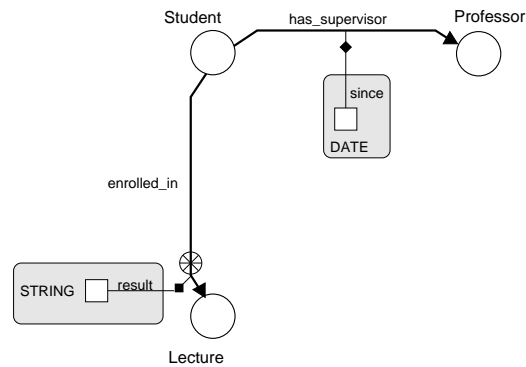 Student
has_supervisor
Professor
since
DATE
enrolled_in
STRING
result
Lecture